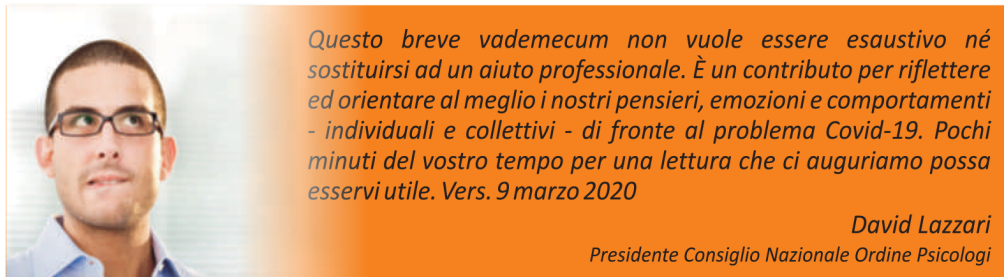 Questo breve vademecum non vuole essere esaustivo né
sostituirsi ad un aiuto professionale. È un contributo per riflettere
ed orientare al meglio i nostri pensieri, emozioni e comportamenti
- individuali e collettivi - di fronte al problema Covid-19. Pochi
minuti del vostro tempo per una lettura che ci auguriamo possa
esservi utile. Vers. 9 marzo 2020
David Lazzari
Presidente Consiglio Nazionale Ordine Psicologi